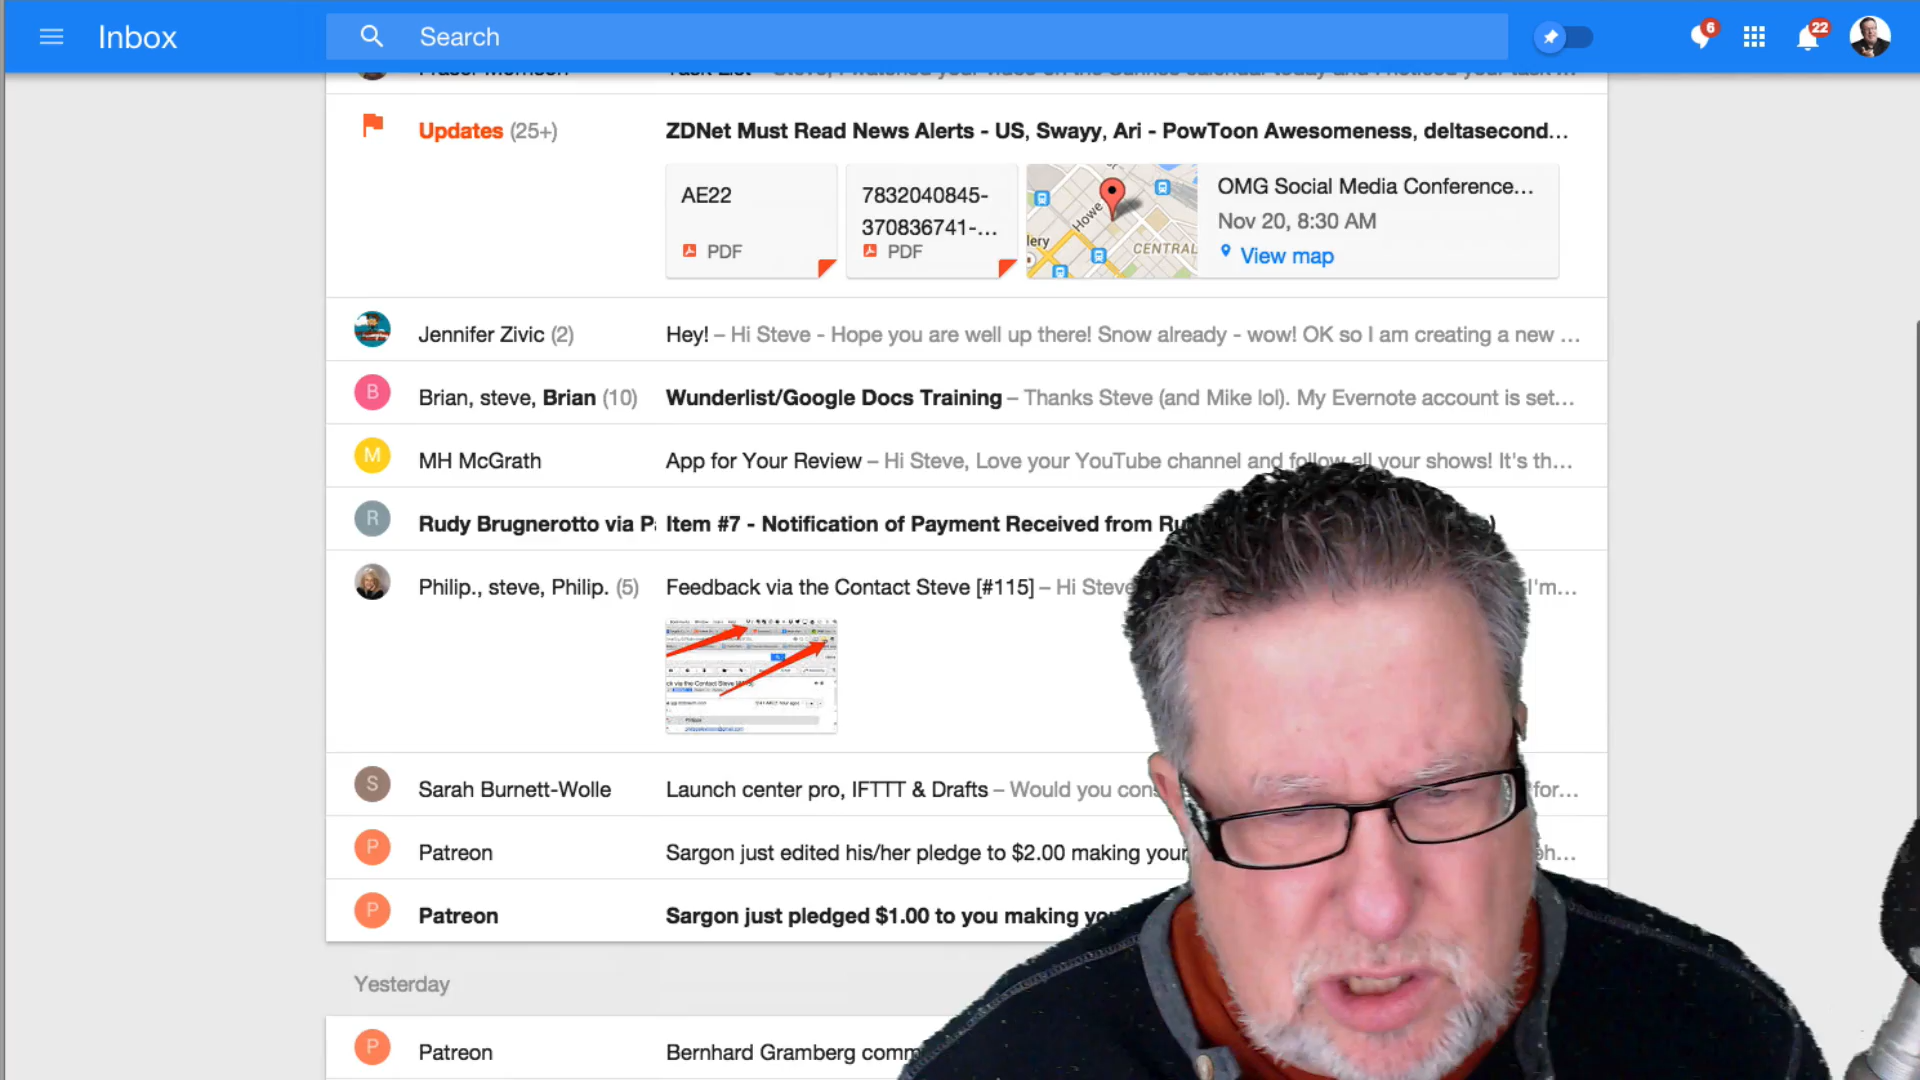 Inbox
Search
6
22
Updates (25+)
ZDNet Must Read News Alerts - US, Swayy, Ari - PowToon Awesomeness, deltasecond…
AE22
PDF
7832040845-
370836741-…
PDF
Howe
CENTRAL
OMG Social Media Conference…
Nov 20, 8:30 AM
View map
Jennifer Zivic (2)
Hey! – Hi Steve - Hope you are well up there! Snow already - wow! OK so I am creating a new …
B
Brian, steve, Brian (10)
Wunderlist/Google Docs Training – Thanks Steve (and Mike lol). My Evernote account is set…
M
MH McGrath
App for Your Review – Hi Steve, Love your YouTube channel and follow all your shows! It's th…
R
Rudy Brugnerotto via
Item #7 - Notification of Payment Received from
Philip., steve, Philip. (5)
Feedback via the Contact Steve [#115] – Hi Steve I'm…
S
Sarah Burnett-Wolle
Launch center pro, IFTTT & Drafts – Would you for…
P
Patreon
Sargon just edited his/her pledge to $2.00 making your
P
Patreon
Sargon just pledged $1.00 to you making
Yesterday
P
Patreon
Bernhard Gramberg